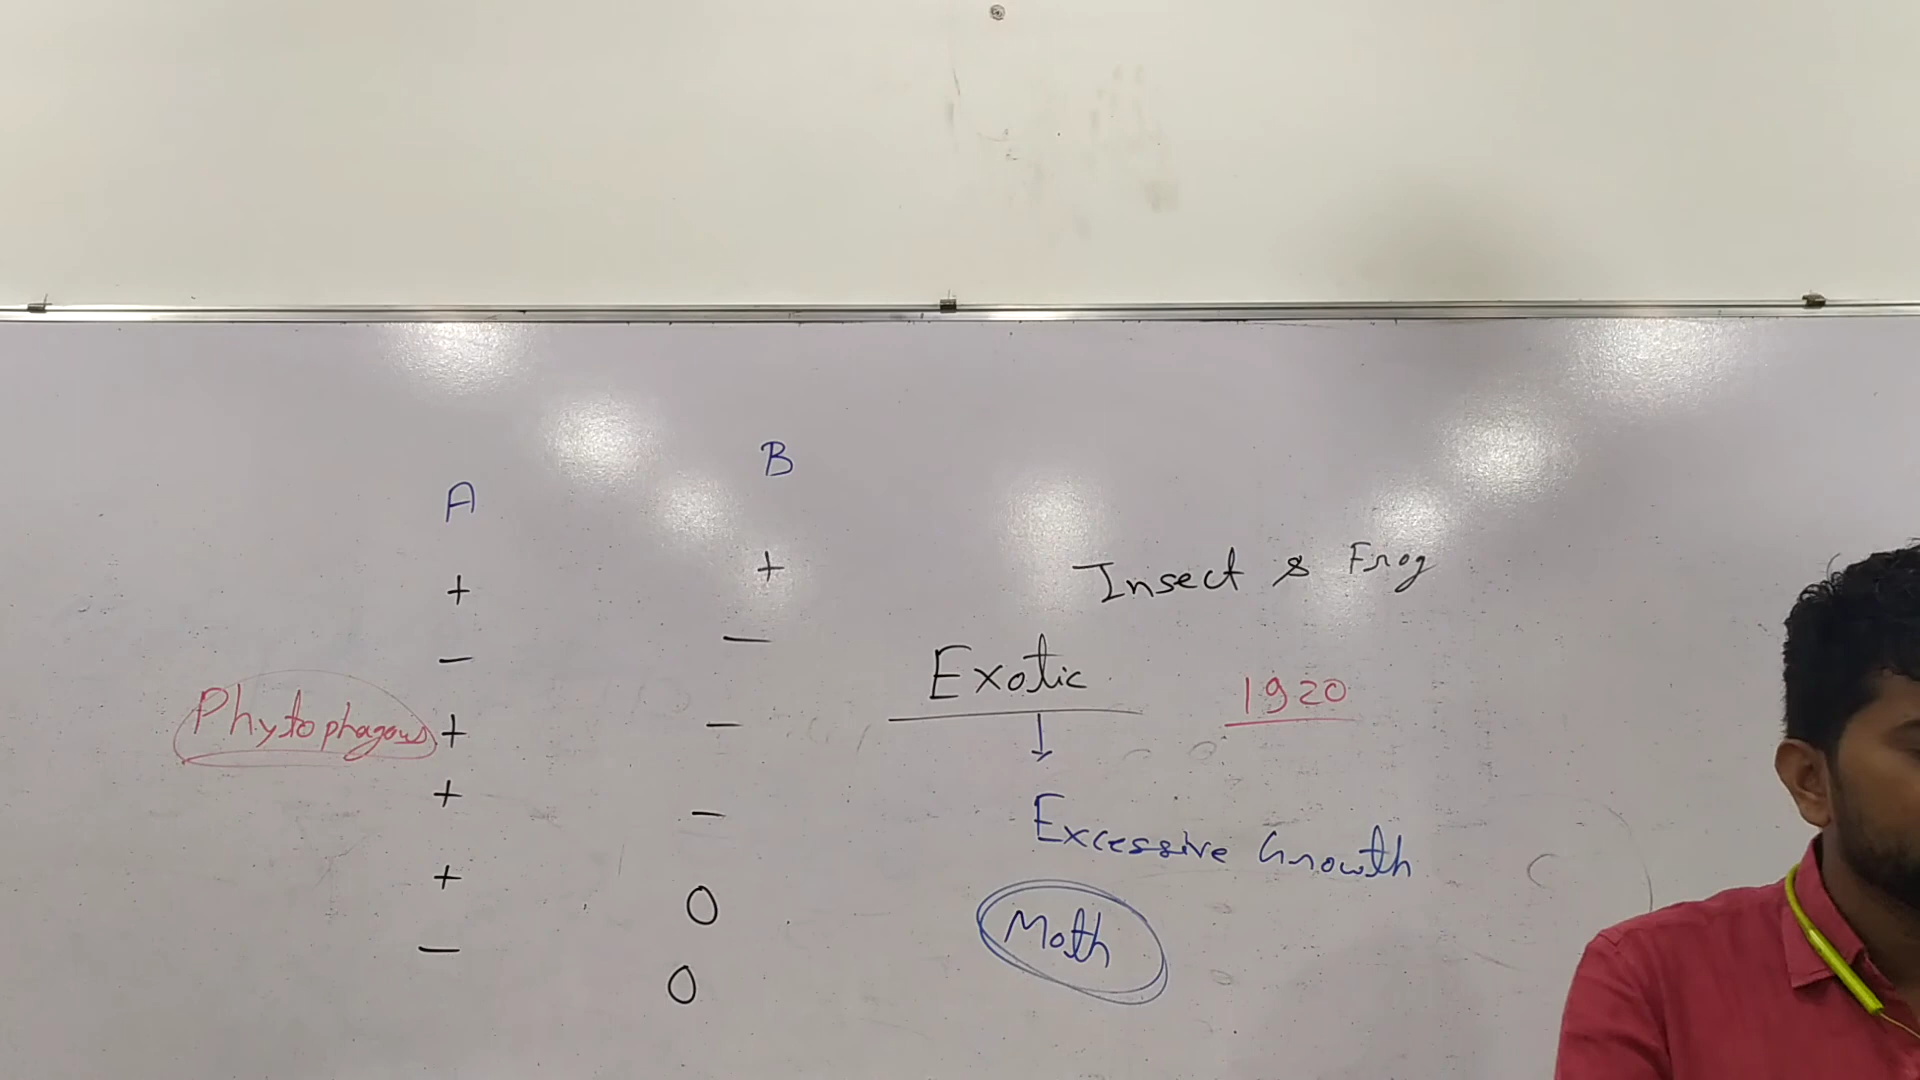 A B
+ +
- -
Phytophagous + -
+ -
+ 0
- 0
Insect & Frog
Exotic 1920
↓
Excessive Growth
Moth